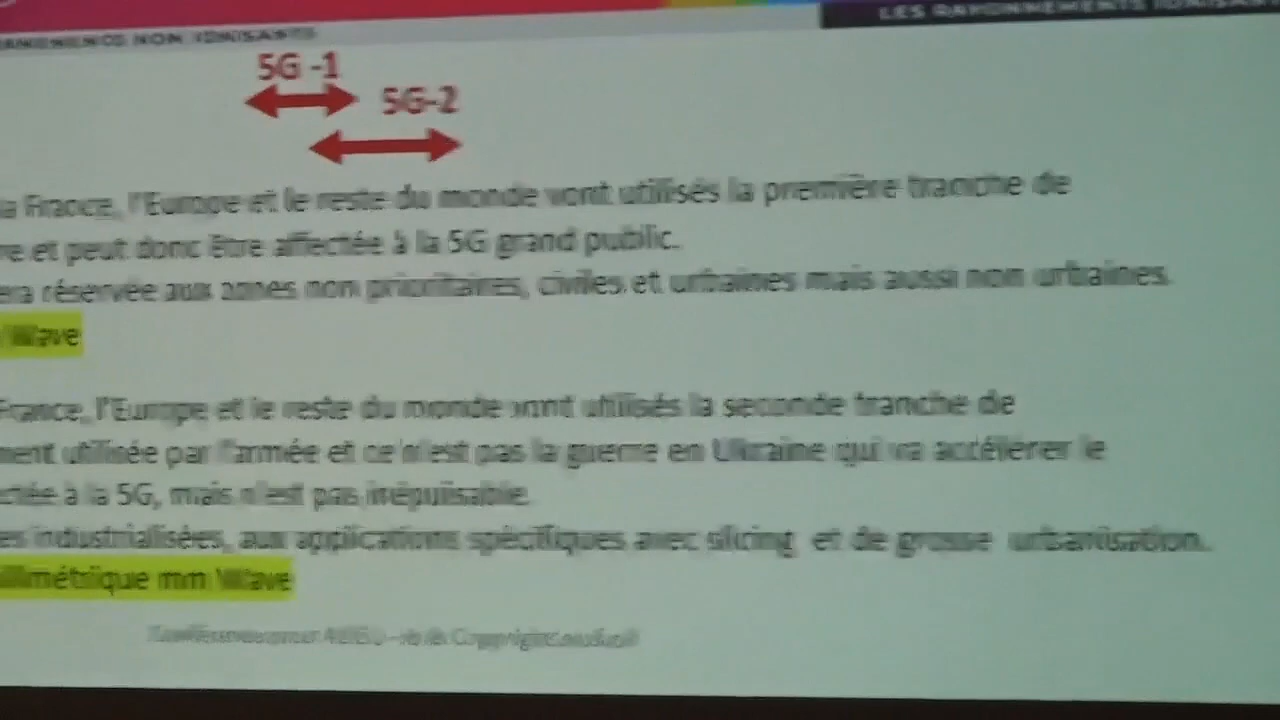 NON IONISANTS
LES RAYONNEMENTS IONISANTS
5G -1
5G-2
la France, l'Europe et le reste du monde vont utilisés la première tranche de
re et peut donc être affectée à la 5G grand public.
era réservée aux zones non prioritaires, civiles et urbaines mais aussi non urbaines.
Wave
France, l'Europe et le reste du monde vont utilisés la seconde tranche de
ment utilisée par l'armée et ce n'est pas la guerre en Ukraine qui va accélérer le
ctée à la 5G, mais n'est pas inépuisable.
es industrialisées, aux applications spécifiques avec slicing et de grosse urbanisation.
illimétrique mm Wave